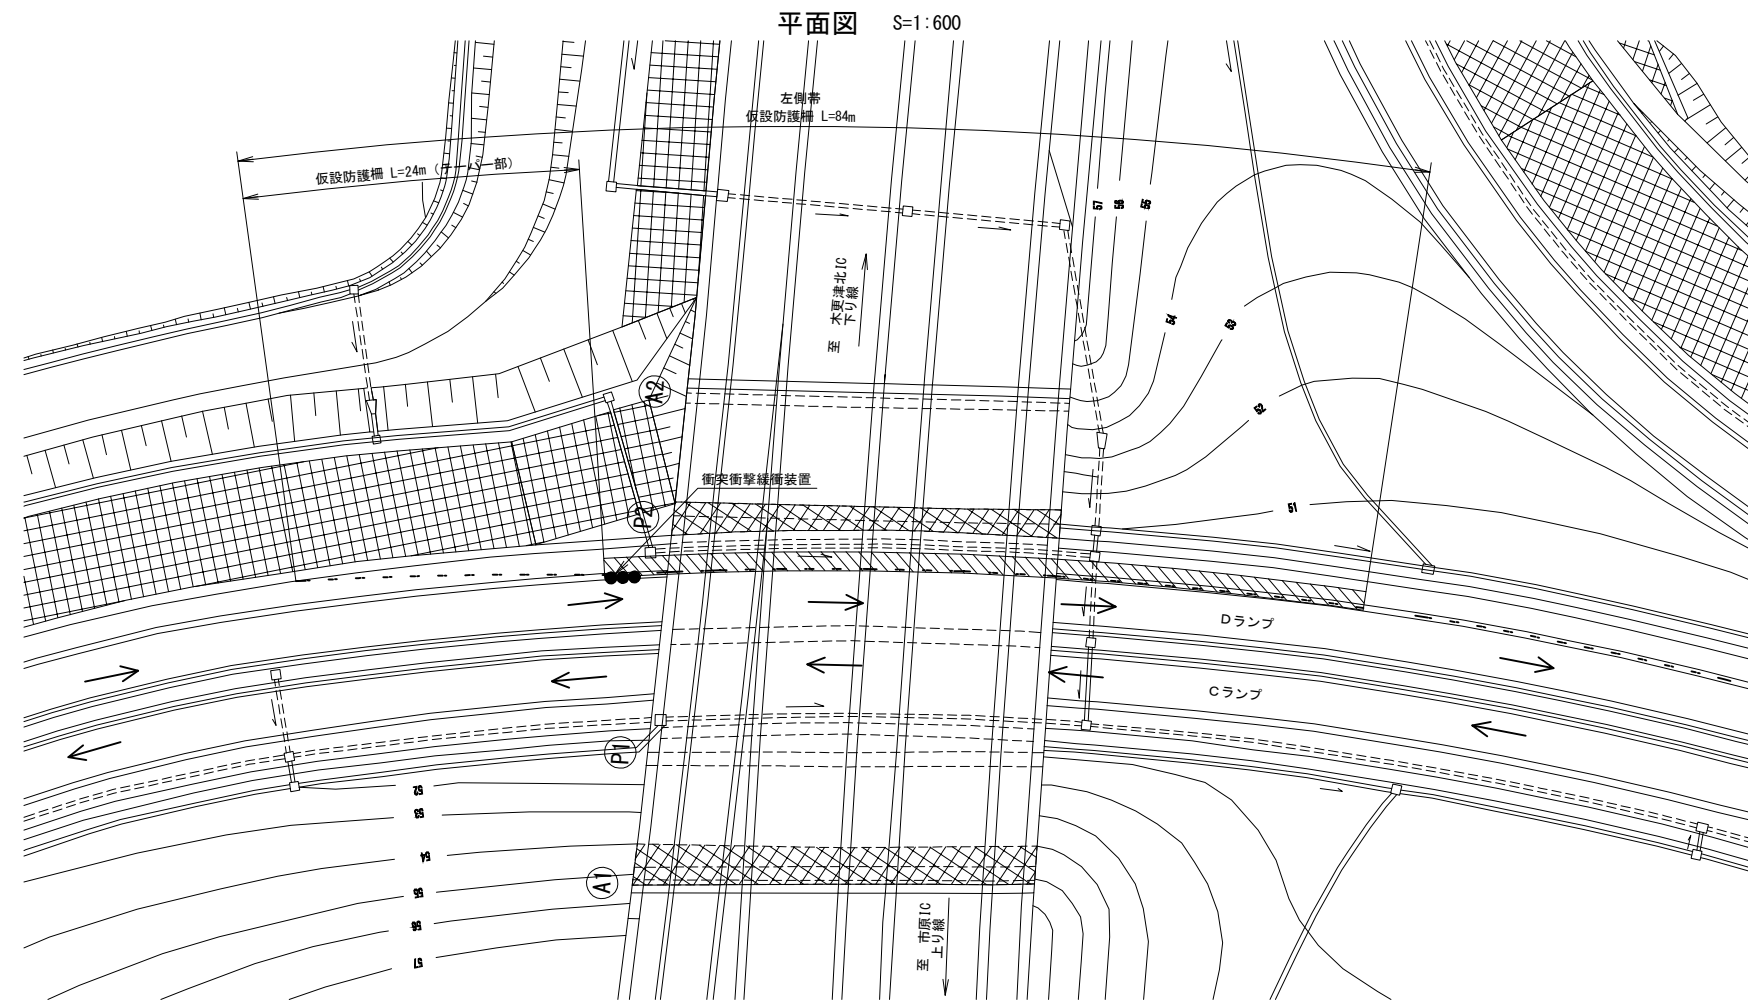 平面図 S=1:600
左側帯
仮設防護柵 L=84m
仮設防護柵 L=24m (テーパー部)
57 56 55
至 木更津北IC
下り線
54
53
A2
52
衝突衝撃緩衝装置
P2
51
Dランプ
Cランプ
P1
52
53
54
A1
55
56
57
至 市原IC
上り線